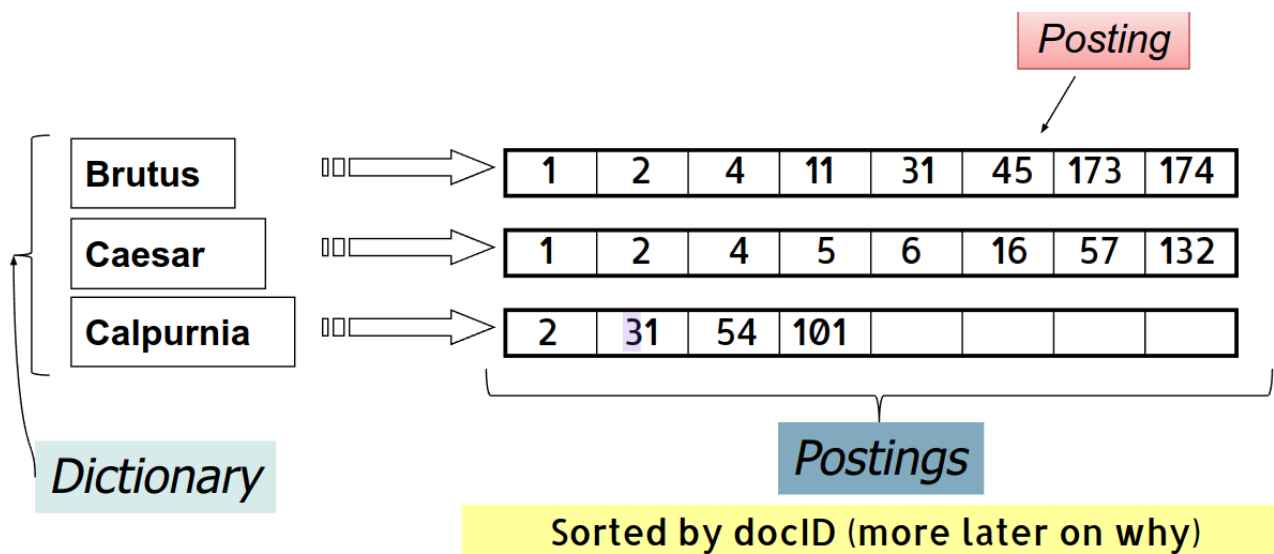 Posting
Brutus 1 2 4 11 31 45 173 174
Caesar 1 2 4 5 6 16 57 132
Calpurnia 2 31 54 101
Dictionary
Postings
Sorted by docID (more later on why)